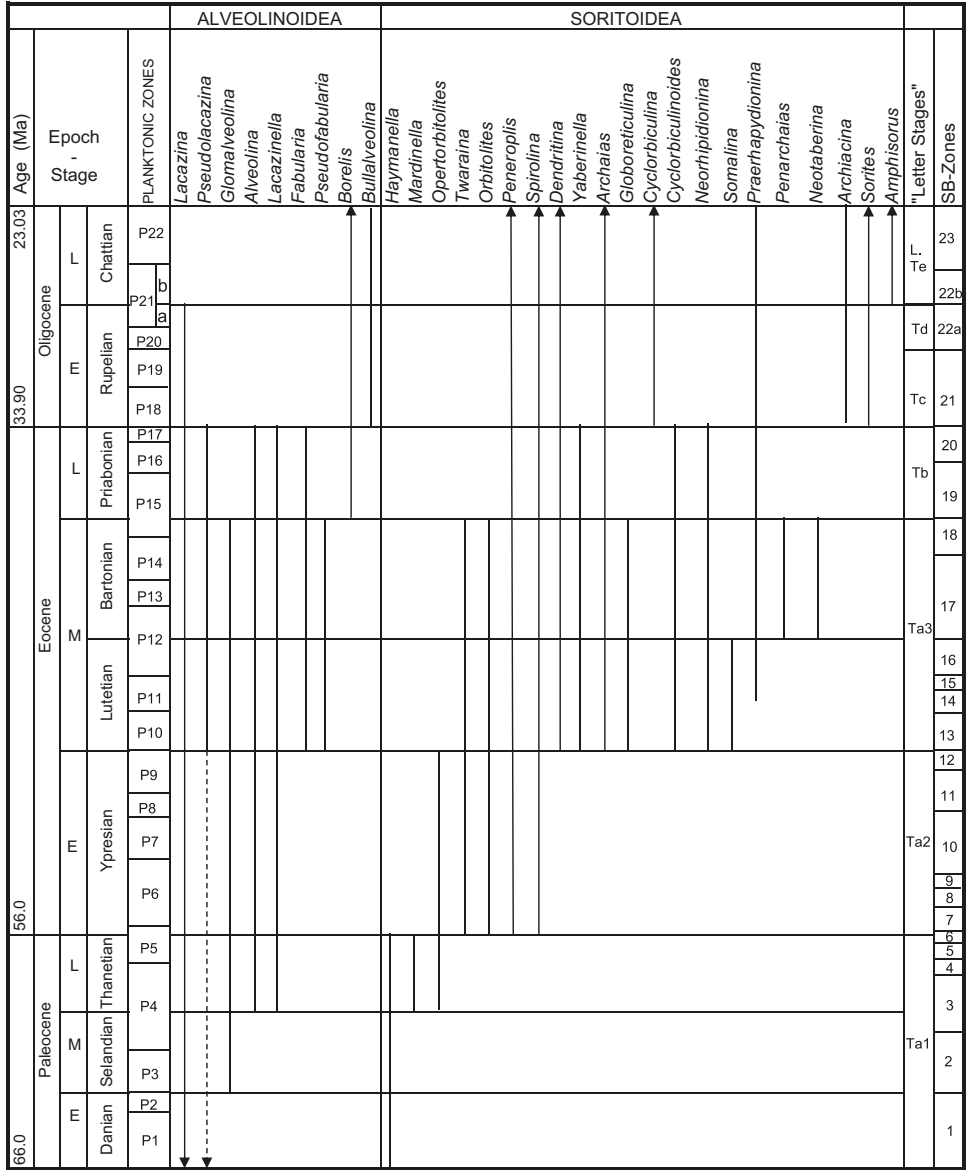 ALVEOLINOIDEA
SORITOIDEA
Age (Ma)
Epoch
-
Stage
PLANKTONIC ZONES
Lacazina
Pseudolacazina
Glomalveolina
Alveolina
Lacazinella
Fabularia
Pseudofabularia
Borelis
Bullalveolina
Haymanella
Mardinella
Opertorbitolites
Twaraina
Orbitolites
Peneroplis
Spirolina
Dendritina
Yaberinella
Archaias
Globoreticulina
Cyclorbiculina
Cyclorbiculinoides
Neorhipidionina
Somalina
Praerhapydionina
Penarchaias
Neotaberina
Archiacina
Sorites
Amphisorus
"Letter Stages"
SB-Zones
23.03
33.90
56.0
66.0
Oligocene
Eocene
Paleocene
L
E
L
M
E
L
M
E
Chattian
Rupelian
Priabonian
Bartonian
Lutetian
Ypresian
Thanetian
Selandian
Danian
P22
P21
b
a
P20
P19
P18
P17
P16
P15
P14
P13
P12
P11
P10
P9
P8
P7
P6
P5
P4
P3
P2
P1
L.
Te
Td
Tc
Tb
Ta3
Ta2
Ta1
23
22b
22a
21
20
19
18
17
16
15
14
13
12
11
10
9
8
7
6
5
4
3
2
1